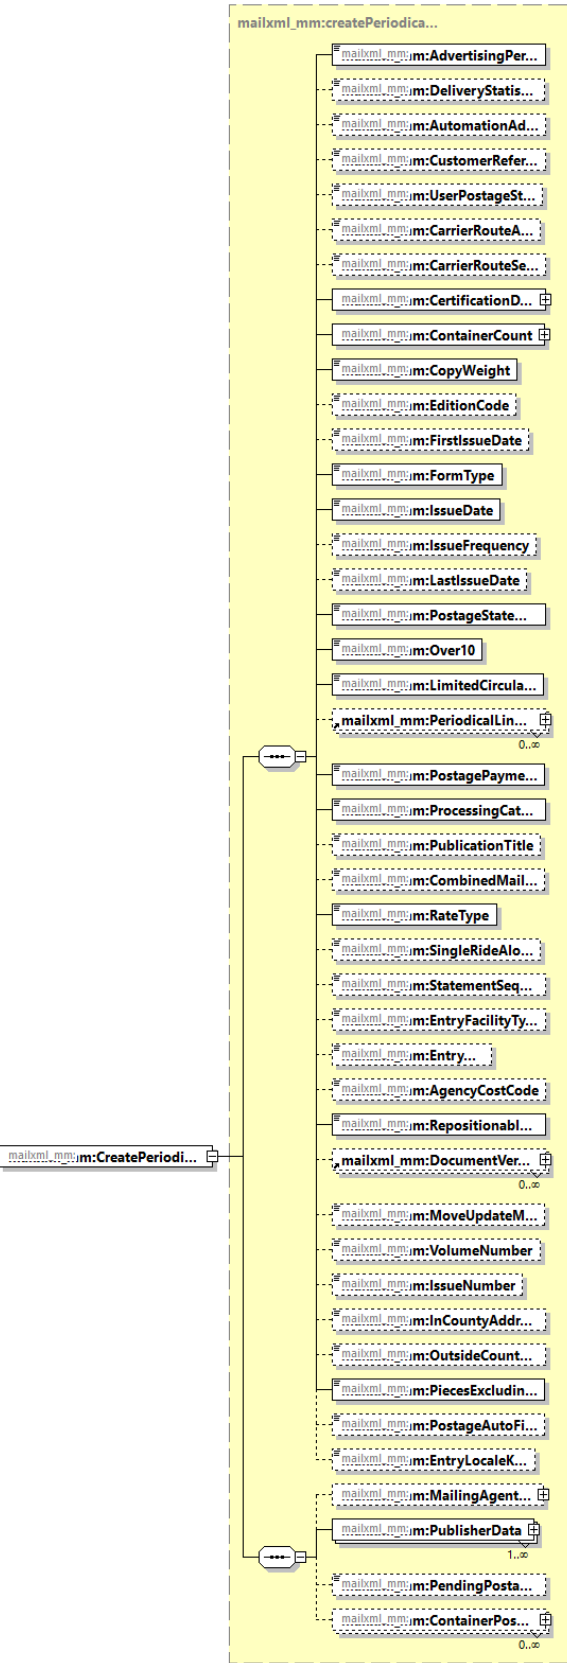 mailxml_mm:createPeriodica...
mailxml_mm:m:AdvertisingPer...
mailxml_mm:m:DeliveryStatis...
mailxml_mm:m:AutomationAd...
mailxml_mm:m:CustomerRefer...
mailxml_mm:m:UserPostageSt...
mailxml_mm:m:CarrierRouteA...
mailxml_mm:m:CarrierRouteSe...
mailxml_mm:m:CertificationD...
mailxml_mm:m:ContainerCount
mailxml_mm:m:CopyWeight
mailxml_mm:m:EditionCode
mailxml_mm:m:FirstIssueDate
mailxml_mm:m:FormType
mailxml_mm:m:IssueDate
mailxml_mm:m:IssueFrequency
mailxml_mm:m:LastIssueDate
mailxml_mm:m:PostageState...
mailxml_mm:m:Over10
mailxml_mm:m:LimitedCircula...
mailxml_mm:PeriodicalLin...
0..∞
mailxml_mm:m:PostagePayme...
mailxml_mm:m:ProcessingCat...
mailxml_mm:m:PublicationTitle
mailxml_mm:m:CombinedMail...
mailxml_mm:m:RateType
mailxml_mm:m:SingleRideAlo...
mailxml_mm:m:StatementSeq...
mailxml_mm:m:EntryFacilityTy...
mailxml_mm:m:Entry...
mailxml_mm:m:AgencyCostCode
mailxml_mm:m:Repositionabl...
mailxml_mm:m:CreatePeriodi...
mailxml_mm:DocumentVer...
0..∞
mailxml_mm:m:MoveUpdateM...
mailxml_mm:m:VolumeNumber
mailxml_mm:m:IssueNumber
mailxml_mm:m:InCountyAddr...
mailxml_mm:m:OutsideCount...
mailxml_mm:m:PiecesExcludin...
mailxml_mm:m:PostageAutoFi...
mailxml_mm:m:EntryLocaleK...
mailxml_mm:m:MailingAgent...
mailxml_mm:m:PublisherData
1..∞
mailxml_mm:m:PendingPosta...
mailxml_mm:m:ContainerPos...
0..∞